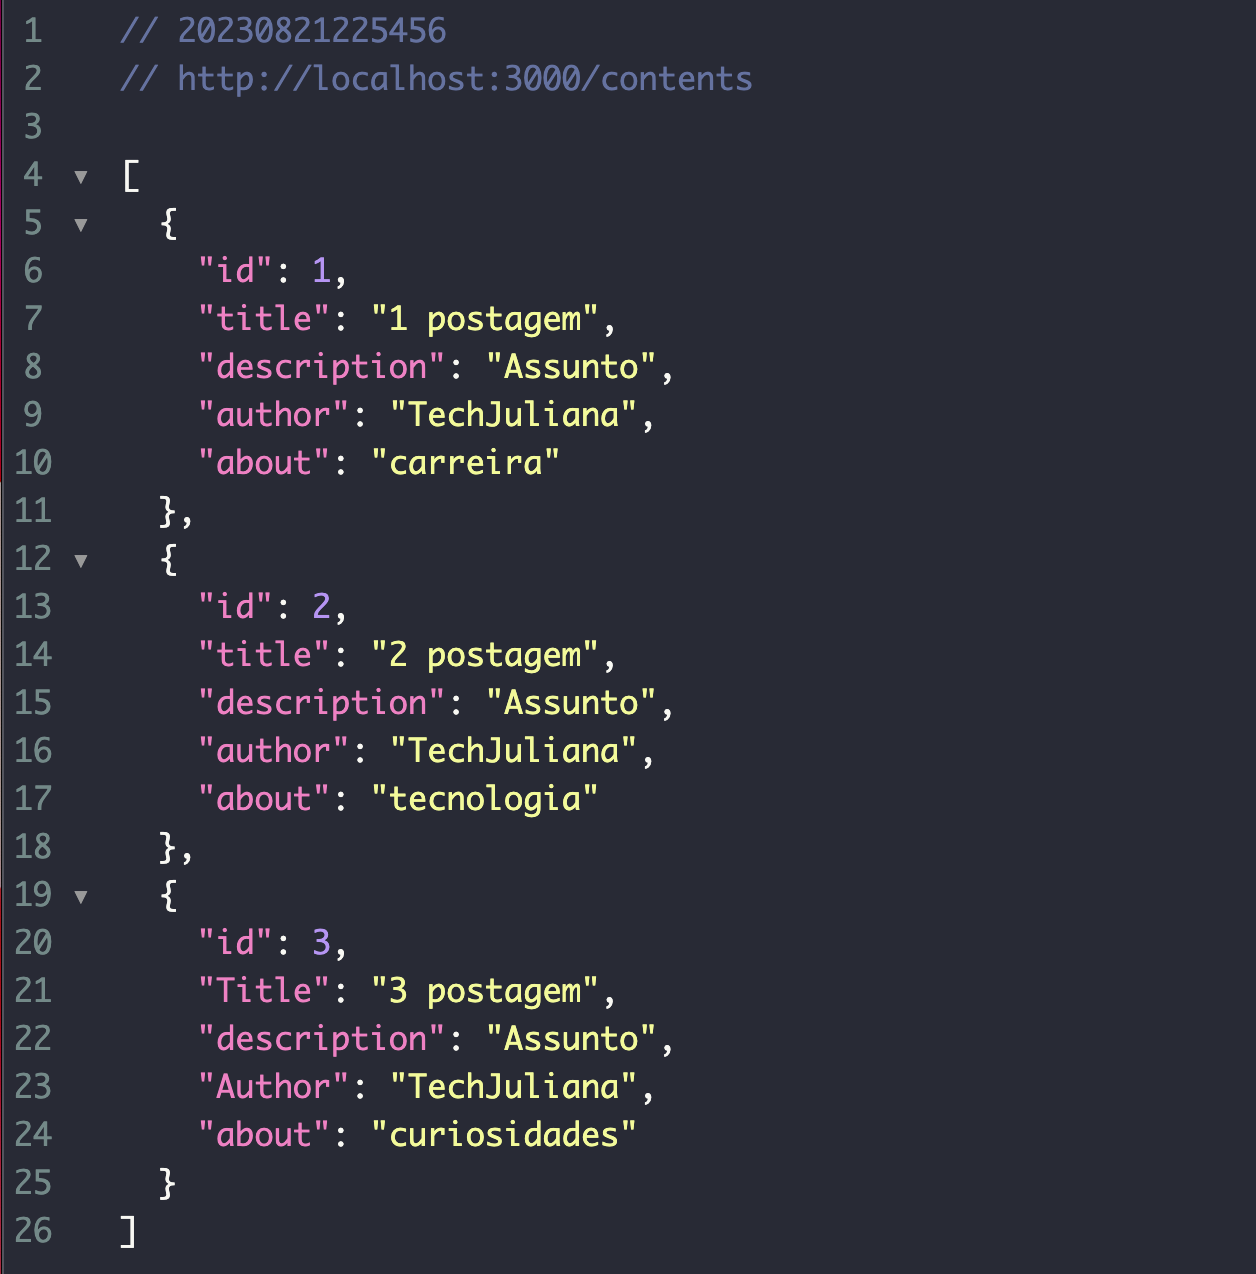 1 // 20230821225456
2 // http://localhost:3000/contents
3
4 ▼ [
5 ▼ {
6 "id": 1,
7 "title": "1 postagem",
8 "description": "Assunto",
9 "author": "TechJuliana",
10 "about": "carreira"
11 },
12 ▼ {
13 "id": 2,
14 "title": "2 postagem",
15 "description": "Assunto",
16 "author": "TechJuliana",
17 "about": "tecnologia"
18 },
19 ▼ {
20 "id": 3,
21 "Title": "3 postagem",
22 "description": "Assunto",
23 "Author": "TechJuliana",
24 "about": "curiosidades"
25 }
26 ]